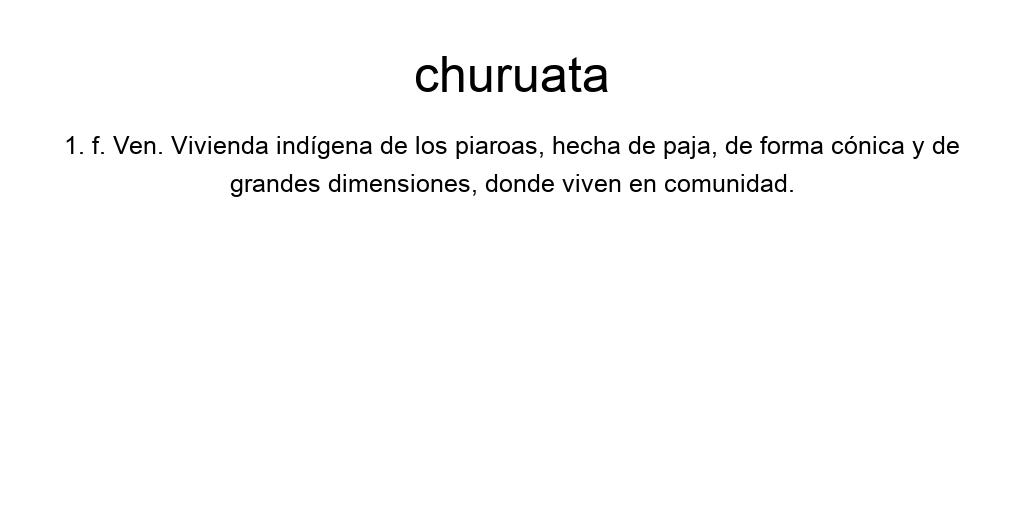 churuata
1. f. Ven. Vivienda indígena de los piaroas, hecha de paja, de forma cónica y de
grandes dimensiones, donde viven en comunidad.